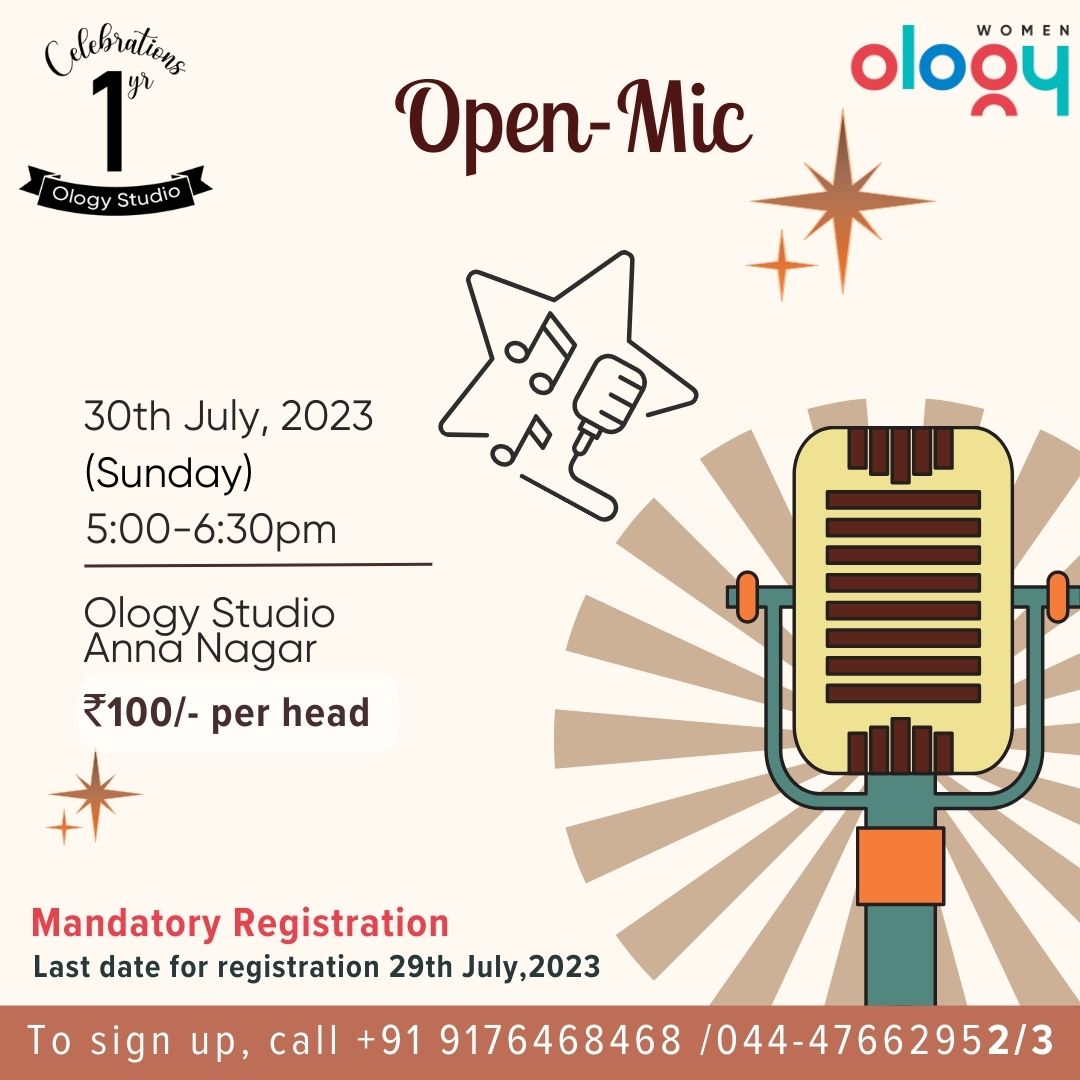 Celebrations
1 yr
Ology Studio
WOMEN
ology
Open-Mic
30th July, 2023
(Sunday)
5:00-6:30pm
Ology Studio
Anna Nagar
₹100/- per head
Mandatory Registration
Last date for registration 29th July,2023
To sign up, call +91 9176468468 /044-47662952/3